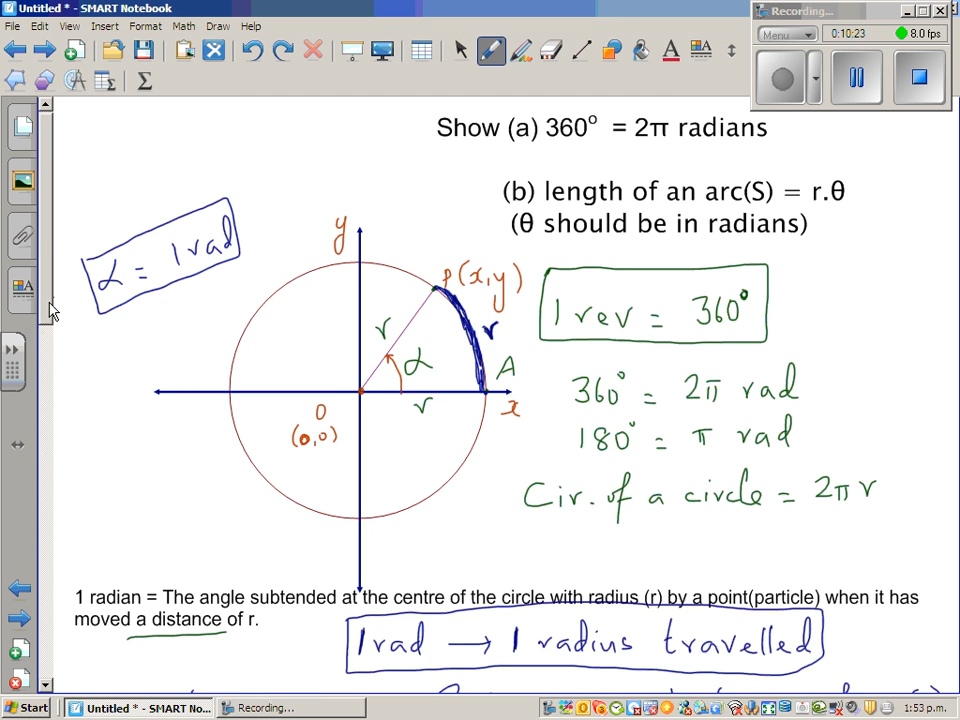 Untitled * - SMART Notebook
Recording...
File Edit View Insert Format Math Draw Help
Menu 0:10:23 8.0 fps
Show (a) 360° = 2π radians
(b) length of an arc(S) = r.θ
(θ should be in radians)
α = 1 rad
y
P(x,y)
1 rev = 360°
r
r
α
A
r
x
O
(0,0)
360° = 2π rad
180° = π rad
Cir. of a circle = 2πr
1 radian = The angle subtended at the centre of the circle with radius (r) by a point(particle) when it has
moved a distance of r.
1 rad → 1 radius travelled
Start Untitled * - SMART No... Recording... 1:53 p.m.